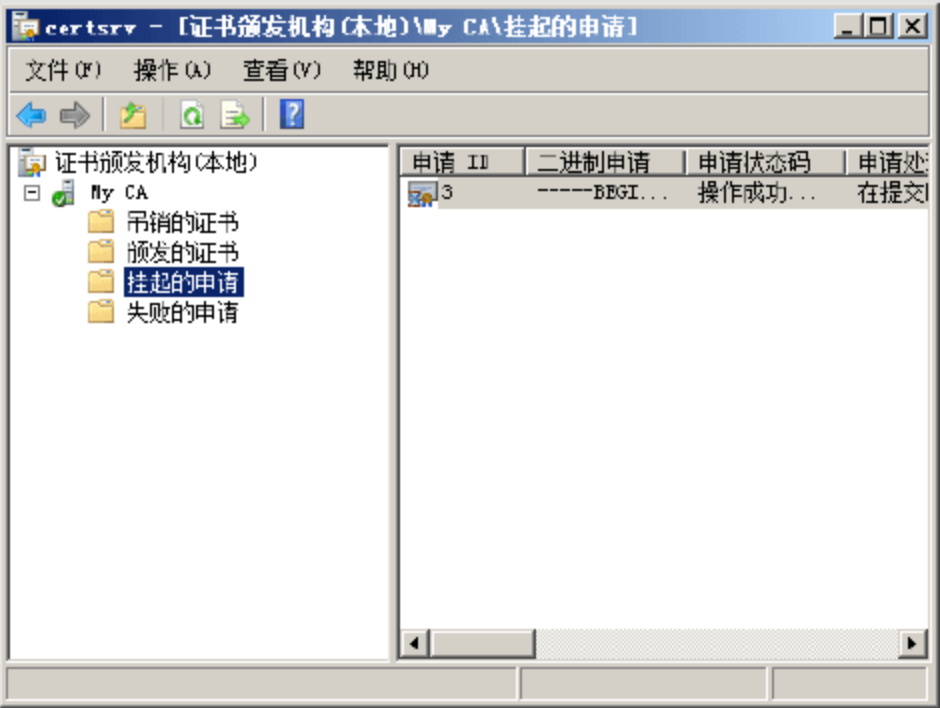 certsrv - [证书颁发机构(本地)\My CA\挂起的申请]
文件(F) 操作(A) 查看(V) 帮助(H)
证书颁发机构(本地)
My CA
吊销的证书
颁发的证书
挂起的申请
失败的申请
申请 ID 二进制申请 申请状态码 申请处
3 -----BEGI... 操作成功... 在提交